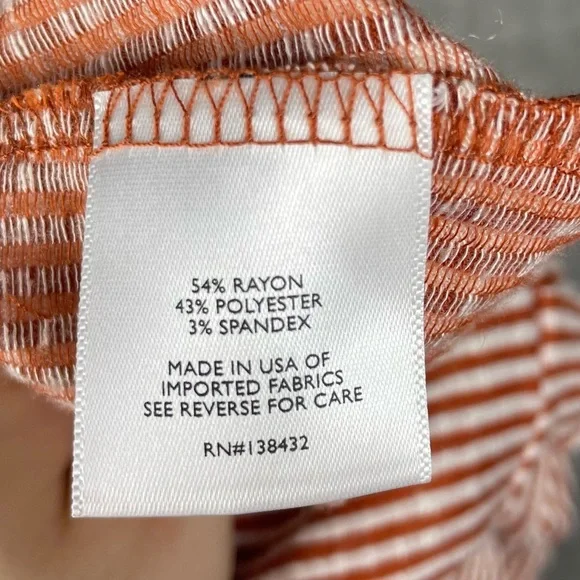 54% RAYON
43% POLYESTER
3% SPANDEX
MADE IN USA OF
IMPORTED FABRICS
SEE REVERSE FOR CARE
RN#138432